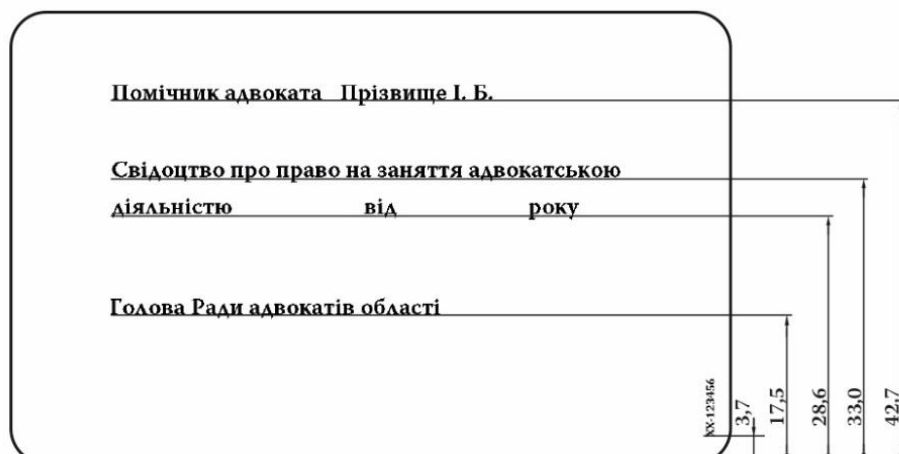 Помічник адвоката Прізвище І. Б.
Свідоцтво про право на заняття адвокатською
діяльністю від року
Голова Ради адвокатів області
XX-123456
3,7
17,5
28,6
33,0
42,7